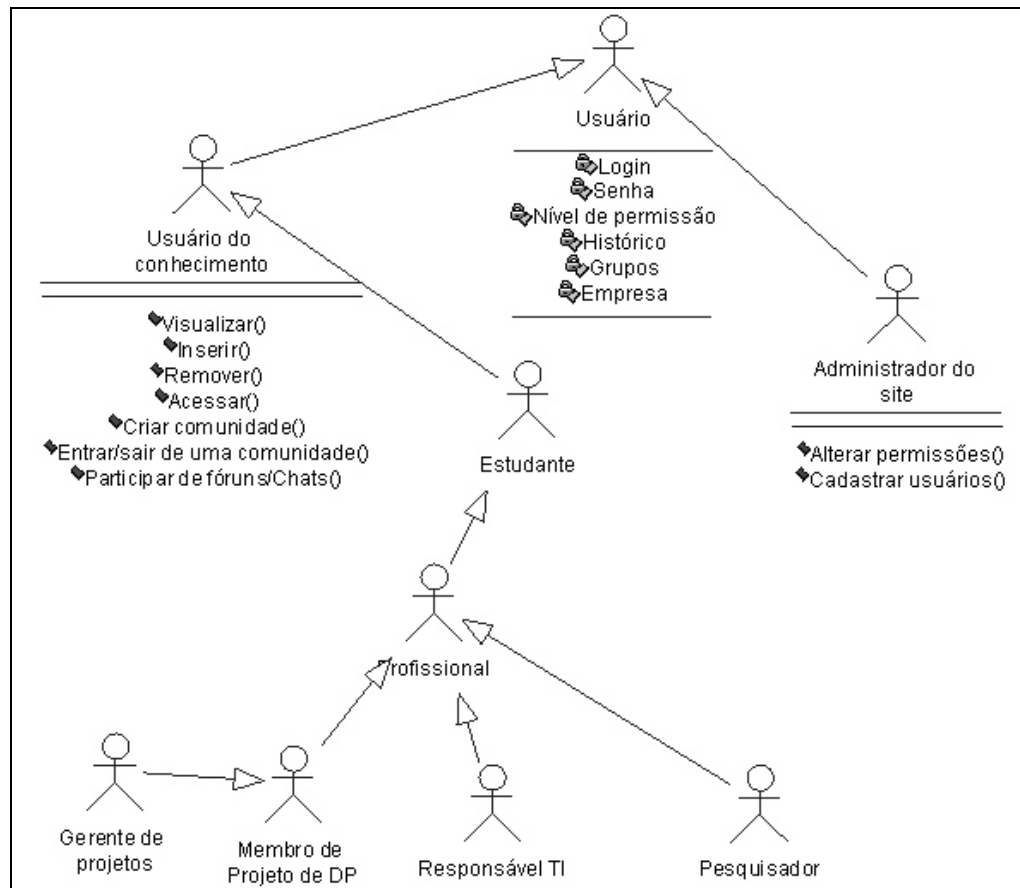 Usuário
Login
Senha
Nível de permissão
Histórico
Grupos
Empresa
Usuário do
conhecimento
Visualizar()
Inserir()
Remover()
Acessar()
Criar comunidade()
Entrar/sair de uma comunidade()
Participar de fóruns/Chats()
Administrador do
site
Alterar permissões()
Cadastrar usuários()
Estudante
Profissional
Gerente de
projetos
Membro de
Projeto de DP
Responsável TI
Pesquisador